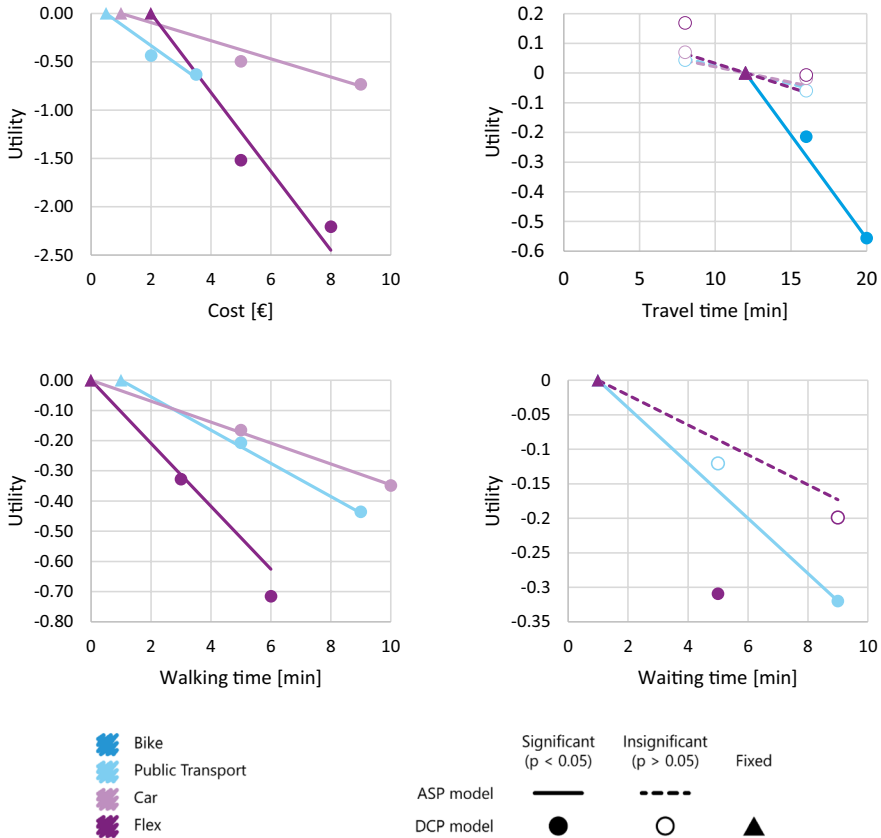 0.00
-0.50
-1.00
-1.50
-2.00
-2.50
Utility
0 2 4 6 8 10
Cost [€]
0.2
0.1
0
-0.1
-0.2
-0.3
-0.4
-0.5
-0.6
Utility
0 5 10 15 20
Travel time [min]
0.00
-0.10
-0.20
-0.30
-0.40
-0.50
-0.60
-0.70
-0.80
Utility
0 2 4 6 8 10
Walking time [min]
0
-0.05
-0.1
-0.15
-0.2
-0.25
-0.3
-0.35
Utility
0 2 4 6 8 10
Waiting time [min]
Bike
Public Transport
Car
Flex
Significant
(p < 0.05)
Insignificant
(p > 0.05)
Fixed
ASP model
DCP model